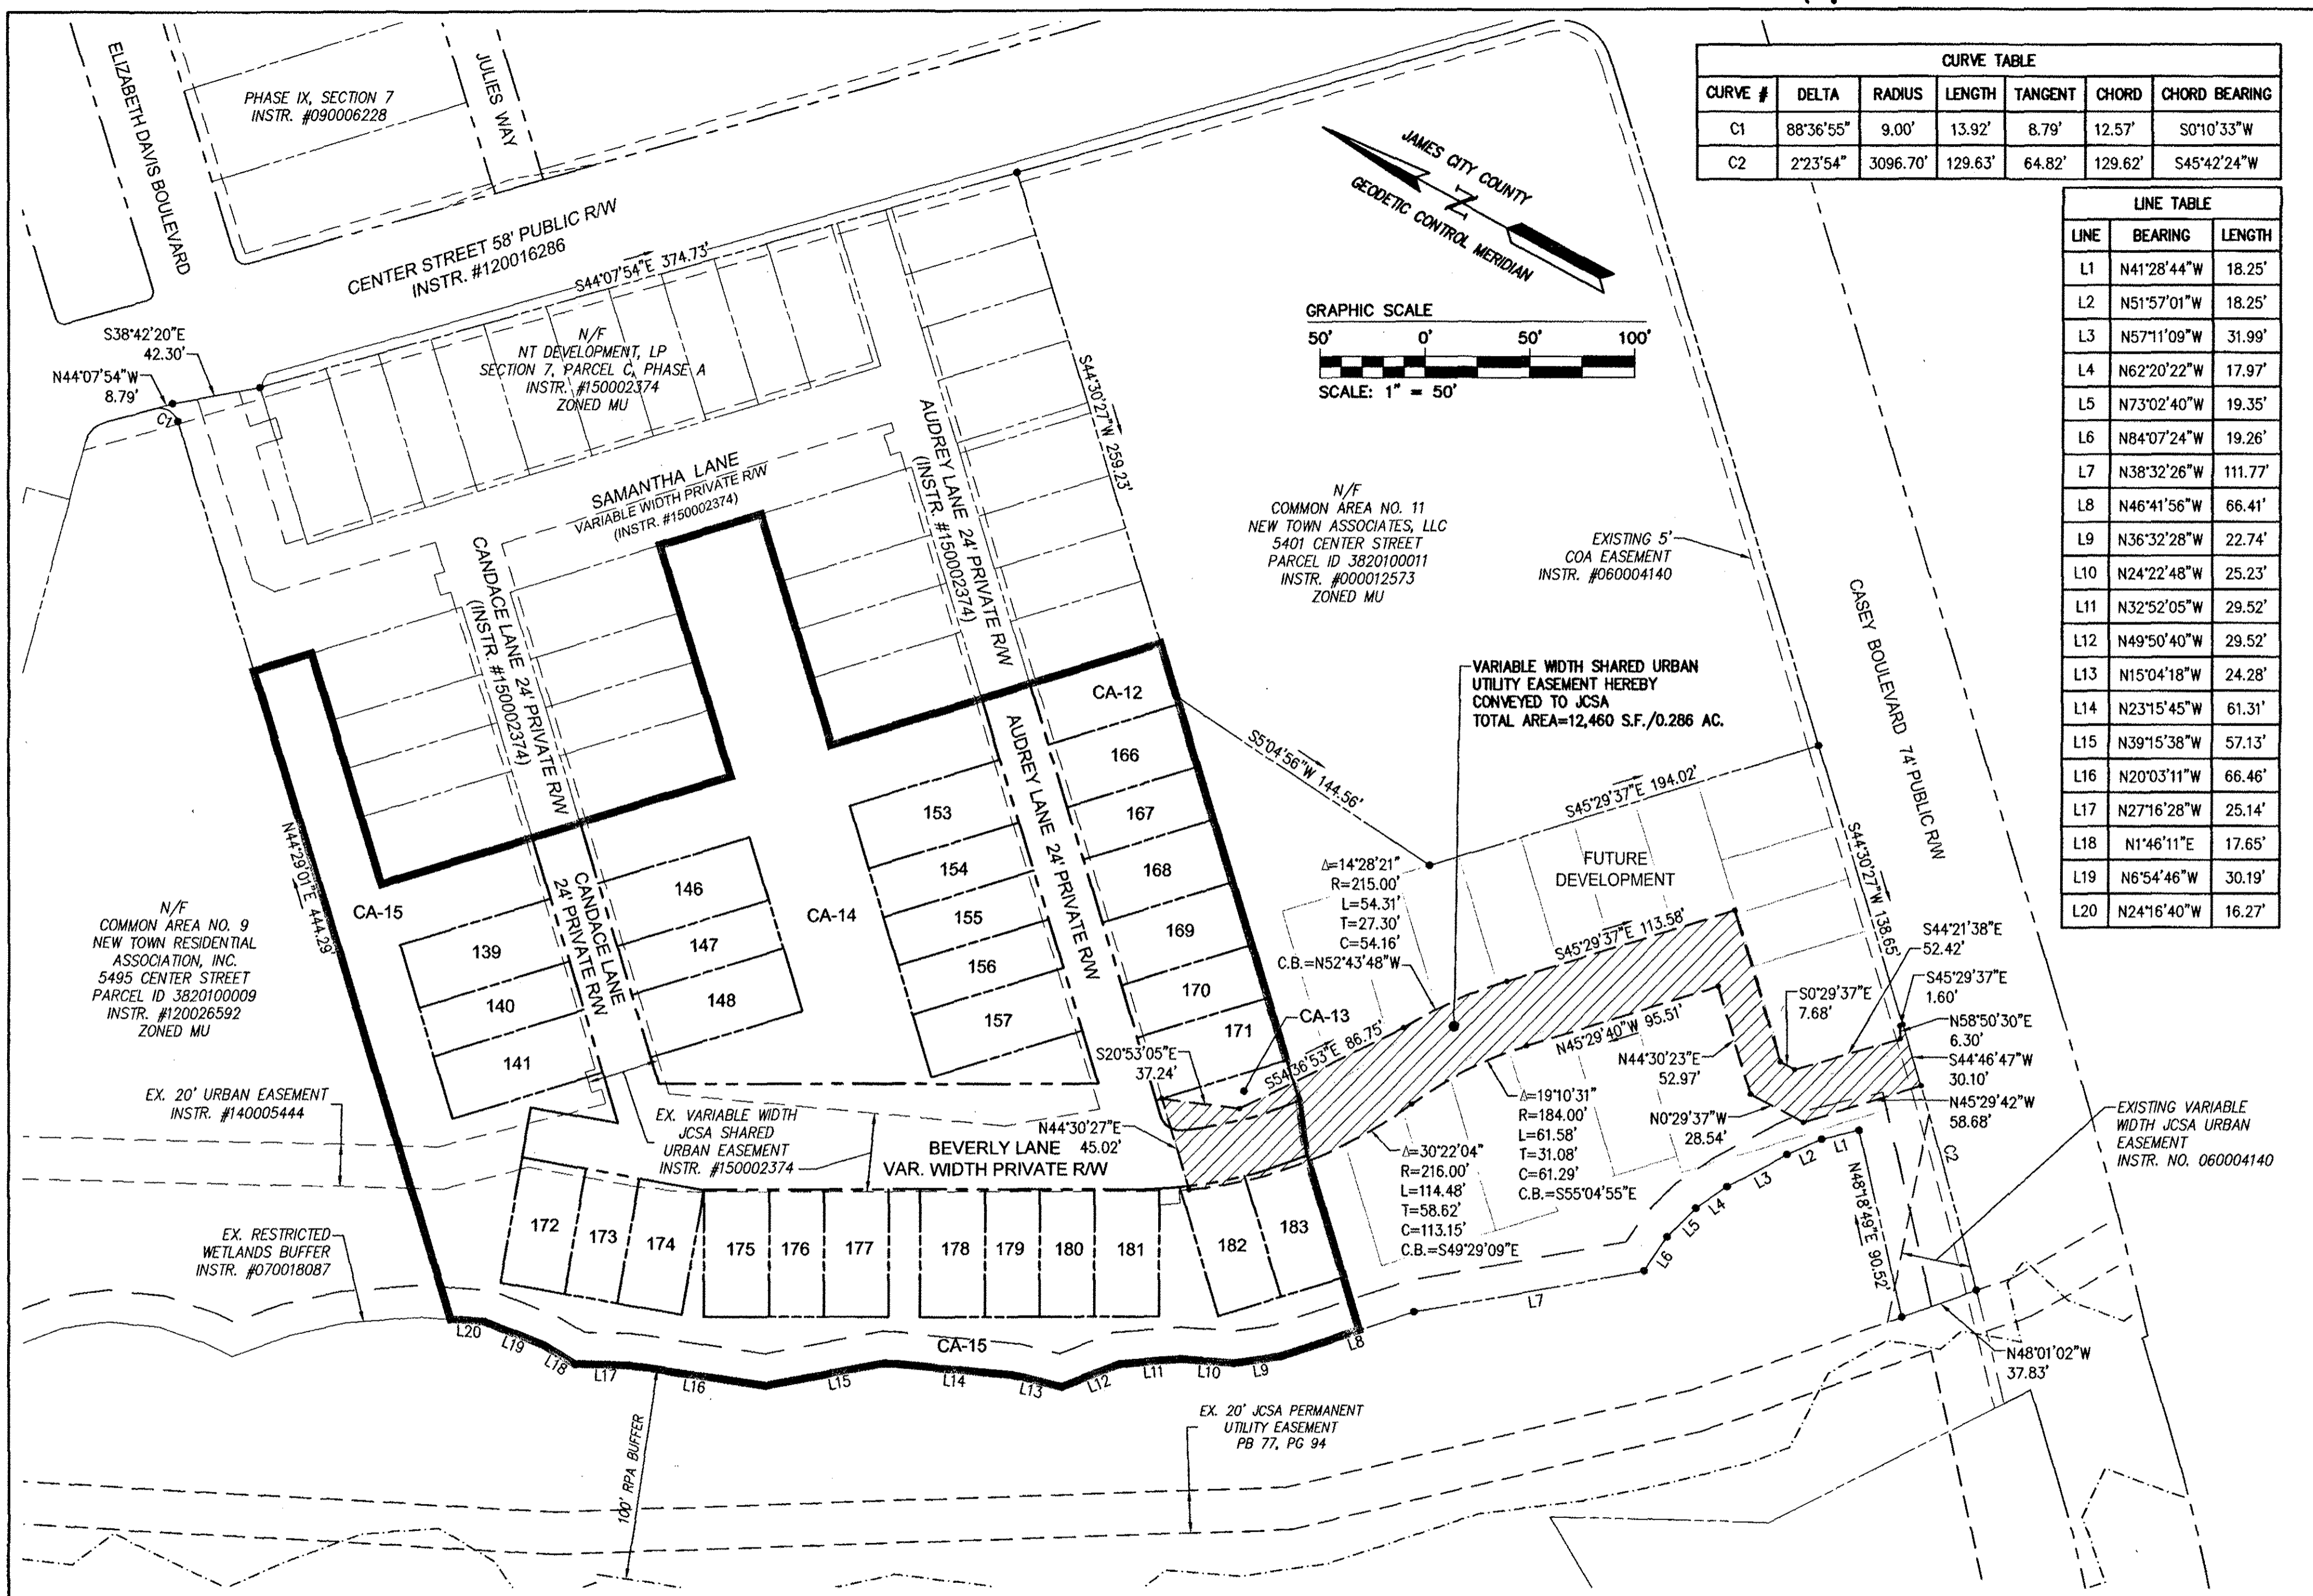 ELIZABETH DAVIS BOULEVARD
PHASE IX, SECTION 7
INSTR. #090006228
JULIES WAY
CENTER STREET 58' PUBLIC R/W
INSTR. #120016286
S44°07'54"E 374.73'
S38°42'20"E
42.30'
N44°07'54"W
8.79'
N/F
NT DEVELOPMENT, LP
SECTION 7, PARCEL C, PHASE A
INSTR. #150002374
ZONED MU
SAMANTHA LANE
VARIABLE WIDTH PRIVATE R/W
(INSTR. #150002374)
AUDREY LANE 24' PRIVATE R/W
(INSTR. #150002374)
CANDACE LANE 24' PRIVATE R/W
(INSTR. #150002374)
S44°30'27"W 259.23'
JAMES CITY COUNTY
N
GEODETIC CONTROL MERIDIAN
GRAPHIC SCALE
50' 0' 50' 100'
SCALE: 1" = 50'
CURVE TABLE
CURVE # DELTA RADIUS LENGTH TANGENT CHORD CHORD BEARING
C1 88°36'55" 9.00' 13.92' 8.79' 12.57' S0°10'33"W
C2 2°23'54" 3096.70' 129.63' 64.82' 129.62' S45°42'24"W
LINE TABLE
LINE BEARING LENGTH
L1 N41°28'44"W 18.25'
L2 N51°57'01"W 18.25'
L3 N57°11'09"W 31.99'
L4 N62°20'22"W 17.97'
L5 N73°02'40"W 19.35'
L6 N84°07'24"W 19.26'
L7 N38°32'26"W 111.77'
L8 N46°41'56"W 66.41'
L9 N36°32'28"W 22.74'
L10 N24°22'48"W 25.23'
L11 N32°52'05"W 29.52'
L12 N49°50'40"W 29.52'
L13 N15°04'18"W 24.28'
L14 N23°15'45"W 61.31'
L15 N39°15'38"W 57.13'
L16 N20°03'11"W 66.46'
L17 N27°16'28"W 25.14'
L18 N1°46'11"E 17.65'
L19 N6°54'46"W 30.19'
L20 N24°16'40"W 16.27'
N/F
COMMON AREA NO. 11
NEW TOWN ASSOCIATES, LLC
5401 CENTER STREET
PARCEL ID 3820100011
INSTR. #000012573
ZONED MU
EXISTING 5'
COA EASEMENT
INSTR. #060004140
CASEY BOULEVARD 74' PUBLIC R/W
VARIABLE WIDTH SHARED URBAN
UTILITY EASEMENT HEREBY
CONVEYED TO JCSA
TOTAL AREA=12,460 S.F./0.286 AC.
S5°04'56"W 144.56'
S45°29'37"E 194.02'
FUTURE
DEVELOPMENT
S44°30'27"W 138.65'
Δ=14°28'21"
R=215.00'
L=54.31'
T=27.30'
C=54.16'
C.B.=N52°43'48"W
S45°29'37"E 113.58'
S44°21'38"E
52.42'
S45°29'37"E
1.60'
S0°29'37"E
7.68'
N58°50'30"E
6.30'
S44°46'47"W
30.10'
N45°29'42"W
58.68'
N45°29'40"W 95.51'
N44°30'23"E
52.97'
N0°29'37"W
28.54'
Δ=19°10'31"
R=184.00'
L=61.58'
T=31.08'
C=61.29'
C.B.=S55°04'55"E
Δ=30°22'04"
R=216.00'
L=114.48'
T=58.62'
C=113.15'
C.B.=S49°29'09"E
EXISTING VARIABLE
WIDTH JCSA URBAN
EASEMENT
INSTR. NO. 060004140
N48°18'49"E 90.52'
N48°01'02"W
37.83'
C2
L1
L2
L3
L4
L5
L6
L7
CA-12
166
167
168
169
170
171
CA-13
S54°36'53"E 86.75'
S20°53'05"E
37.24'
N44°30'27"E
45.02'
AUDREY LANE 24' PRIVATE R/W
153
154
155
156
157
CA-14
146
147
148
CANDACE LANE
24' PRIVATE R/W
CA-15
139
140
141
N44°29'01"E 444.29'
N/F
COMMON AREA NO. 9
NEW TOWN RESIDENTIAL
ASSOCIATION, INC.
5495 CENTER STREET
PARCEL ID 3820100009
INSTR. #120026592
ZONED MU
EX. 20' URBAN EASEMENT
INSTR. #140005444
EX. VARIABLE WIDTH
JCSA SHARED
URBAN EASEMENT
INSTR. #150002374
BEVERLY LANE
VAR. WIDTH PRIVATE R/W
EX. RESTRICTED
WETLANDS BUFFER
INSTR. #070018087
172
173
174
175
176
177
178
179
180
181
182
183
CA-15
L20
L19
L18
L17
L16
L15
L14
L13
L12
L11
L10
L9
L8
100' RPA BUFFER
EX. 20' JCSA PERMANENT
UTILITY EASEMENT
PB 77, PG 94